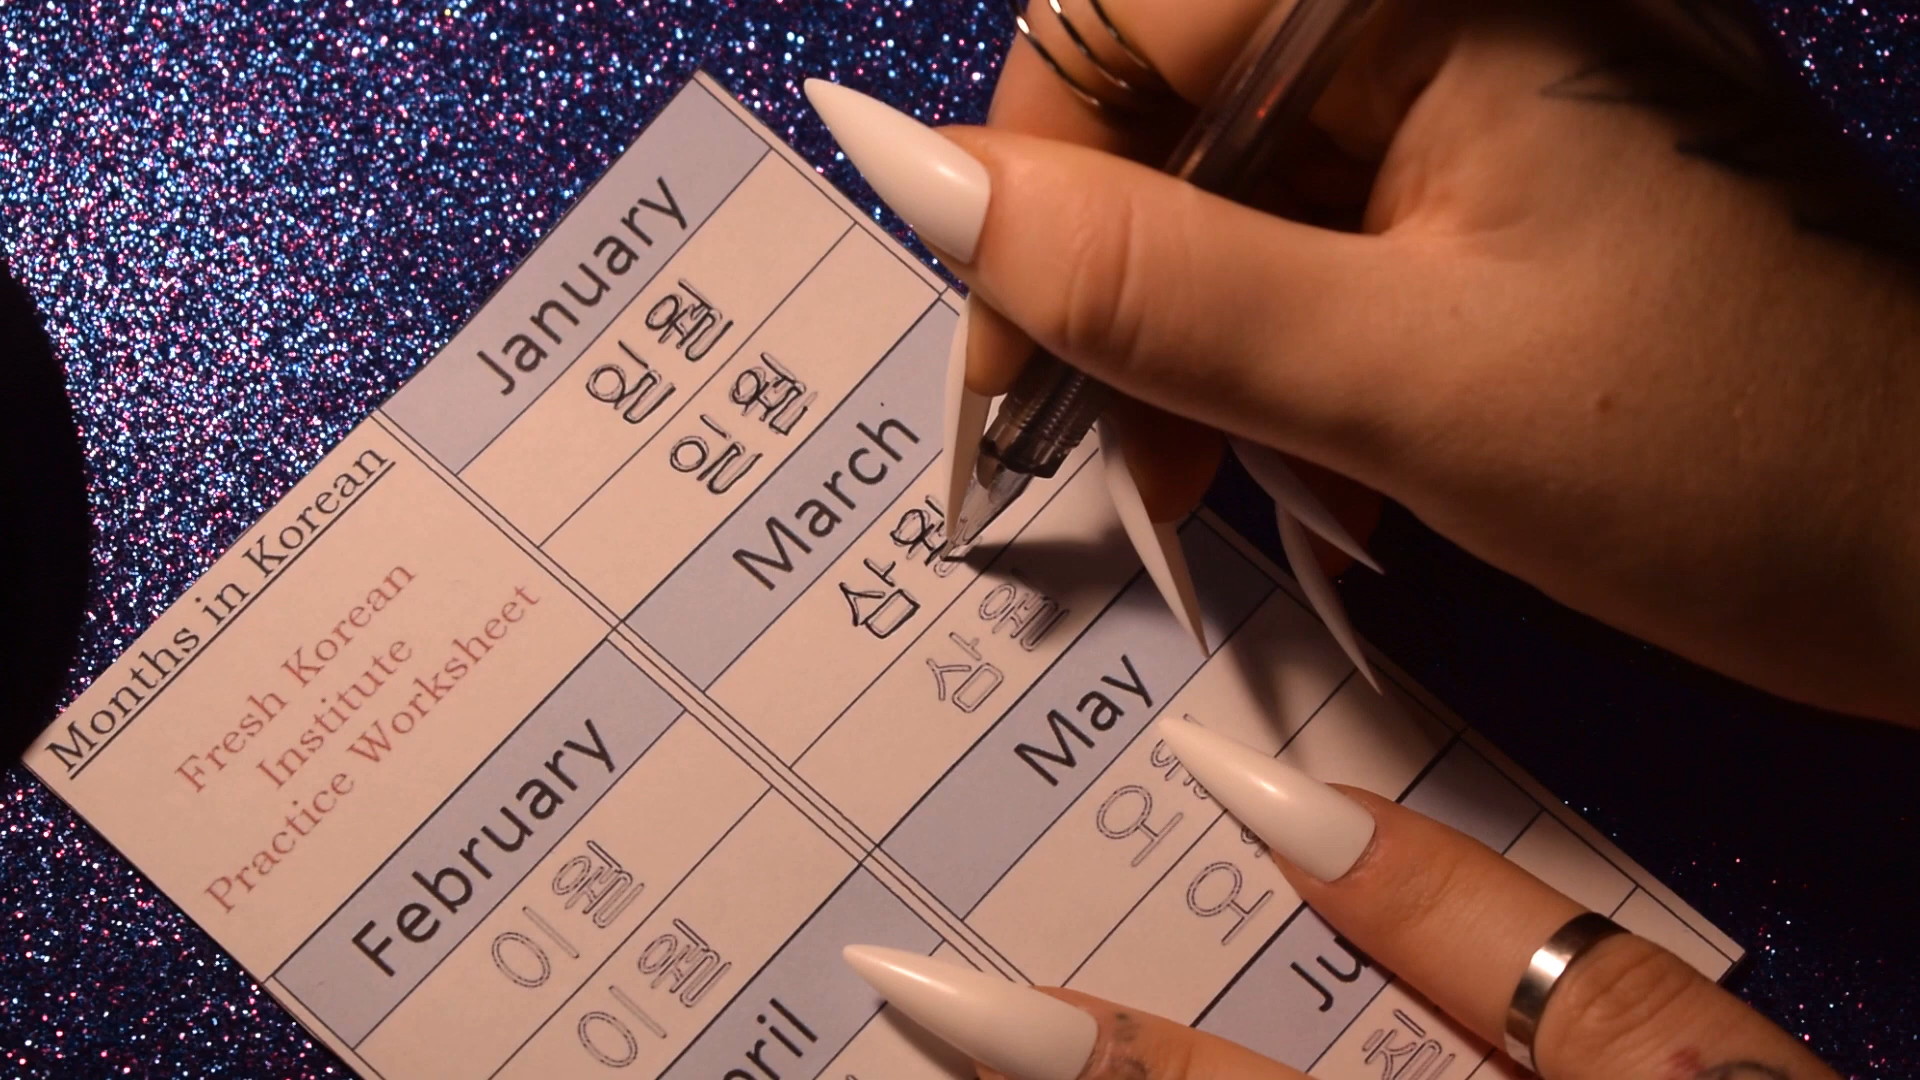 Months in Korean
Fresh Korean
Institute
Practice Worksheet
January
일 월
일 월
February
이 월
이 월
March
삼 월
삼 월
May
오 월
오